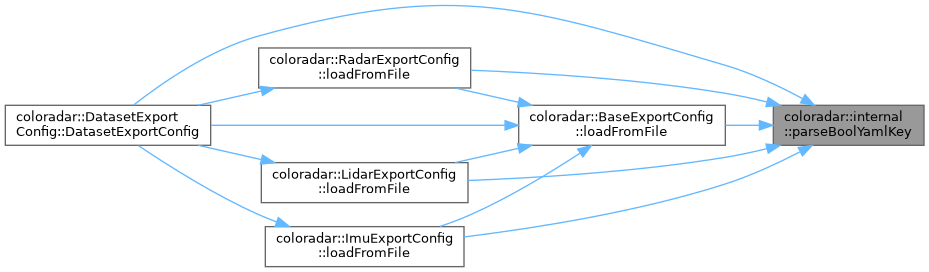 coloradar::RadarExportConfig
::loadFromFile
coloradar::DatasetExport
Config::DatasetExportConfig
coloradar::BaseExportConfig
::loadFromFile
coloradar::internal
::parseBoolYamlKey
coloradar::LidarExportConfig
::loadFromFile
coloradar::ImuExportConfig
::loadFromFile